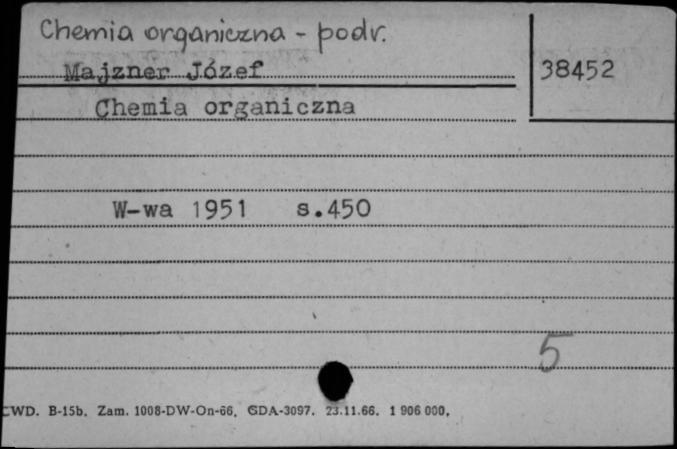 Chemia organiczna - podr.
Majzner Józef
38452
Chemia organiczna
W-wa 1951 s.450
5
CWD. B-15b. Zam. 1008-DW-On-66. GDA-3097. 23.11.66. 1 906 000.